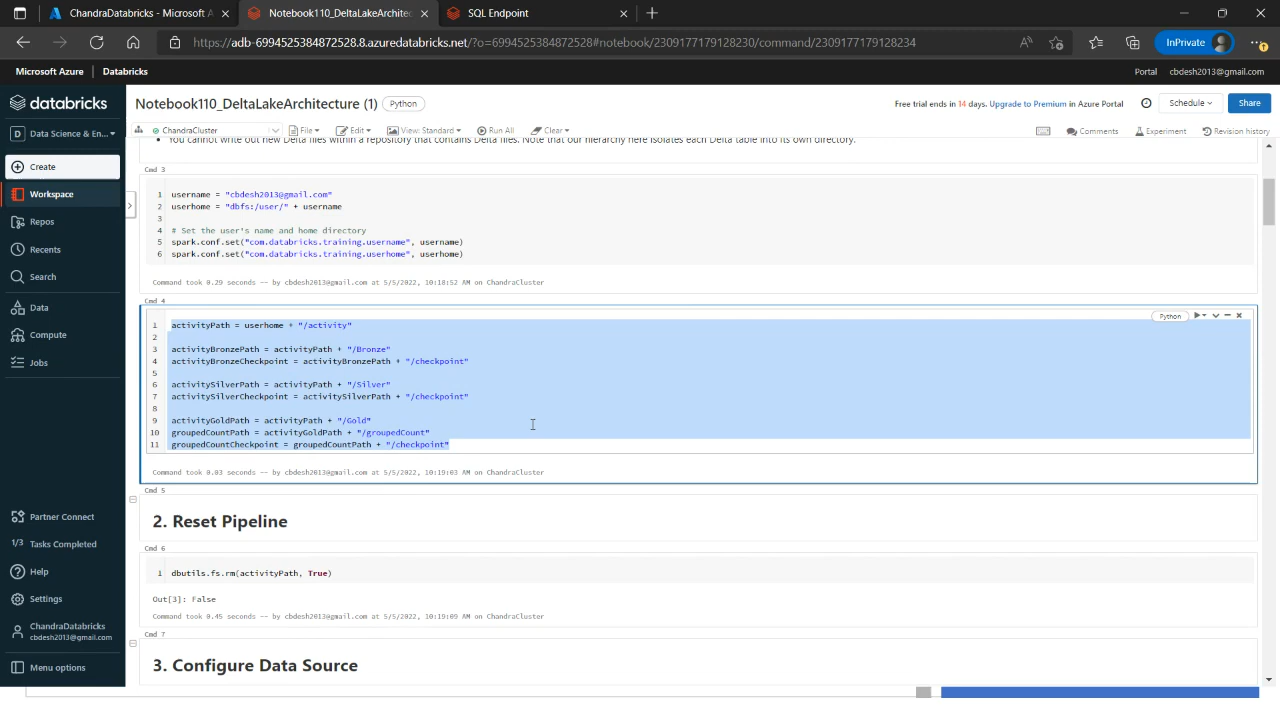 ChandraDatabricks - Microsoft A
Notebook110_DeltaLakeArchitec
SQL Endpoint
https://adb-6994525384872528.8.azuredatabricks.net/?o=6994525384872528#notebook/2309177179128230/command/2309177179128234
InPrivate
Microsoft Azure
Databricks
Portal
cbdesh2013@gmail.com
databricks
Notebook110_DeltaLakeArchitecture (1)
Python
Free trial ends in 14 days. Upgrade to Premium in Azure Portal
Schedule
Share
Data Science & En...
ChandraCluster
File
Edit
View: Standard
Run All
Clear
Comments
Experiment
Revision history
You cannot write out new Delta files within a repository that contains Delta files. Note that our hierarchy here isolates each Delta table into its own directory.
Create
Workspace
Repos
Recents
Search
Data
Compute
Jobs
Partner Connect
1/3 Tasks Completed
Help
Settings
ChandraDatabricks
cbdesh2013@gmail.com
Menu options
Cmd 3
1 username = "cbdesh2013@gmail.com"
2 userhome = "dbfs:/user/" + username
3
4 # Set the user's name and home directory
5 spark.conf.set("com.databricks.training.username", username)
6 spark.conf.set("com.databricks.training.userhome", userhome)
Command took 0.29 seconds -- by cbdesh2013@gmail.com at 5/5/2022, 10:18:52 AM on ChandraCluster
Cmd 4
Python
1 activityPath = userhome + "/activity"
2
3 activityBronzePath = activityPath + "/Bronze"
4 activityBronzeCheckpoint = activityBronzePath + "/checkpoint"
5
6 activitySilverPath = activityPath + "/Silver"
7 activitySilverCheckpoint = activitySilverPath + "/checkpoint"
8
9 activityGoldPath = activityPath + "/Gold"
10 groupedCountPath = activityGoldPath + "/groupedCount"
11 groupedCountCheckpoint = groupedCountPath + "/checkpoint"
Command took 0.03 seconds -- by cbdesh2013@gmail.com at 5/5/2022, 10:19:03 AM on ChandraCluster
Cmd 5
2. Reset Pipeline
Cmd 6
1 dbutils.fs.rm(activityPath, True)
Out[3]: False
Command took 0.45 seconds -- by cbdesh2013@gmail.com at 5/5/2022, 10:19:09 AM on ChandraCluster
Cmd 7
3. Configure Data Source